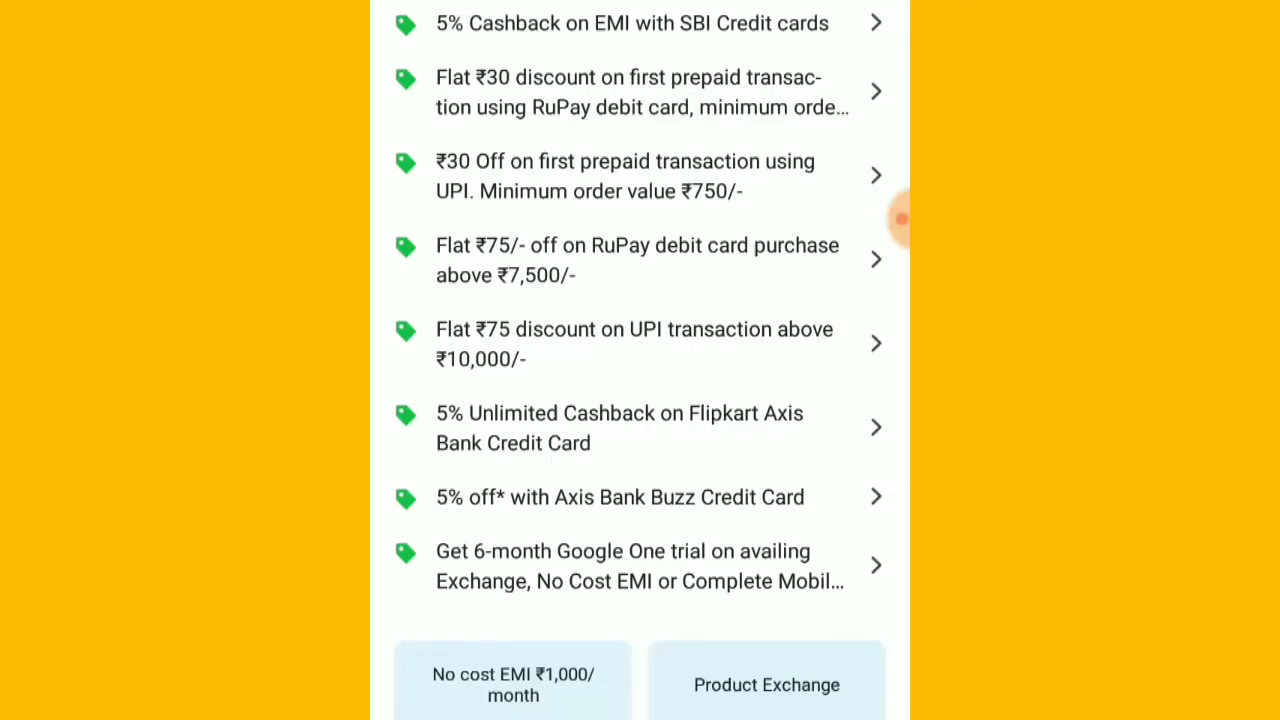 5% Cashback on EMI with SBI Credit cards
Flat ₹30 discount on first prepaid transac-
tion using RuPay debit card, minimum orde...
₹30 Off on first prepaid transaction using
UPI. Minimum order value ₹750/-
Flat ₹75/- off on RuPay debit card purchase
above ₹7,500/-
Flat ₹75 discount on UPI transaction above
₹10,000/-
5% Unlimited Cashback on Flipkart Axis
Bank Credit Card
5% off* with Axis Bank Buzz Credit Card
Get 6-month Google One trial on availing
Exchange, No Cost EMI or Complete Mobil...
No cost EMI ₹1,000/
month
Product Exchange